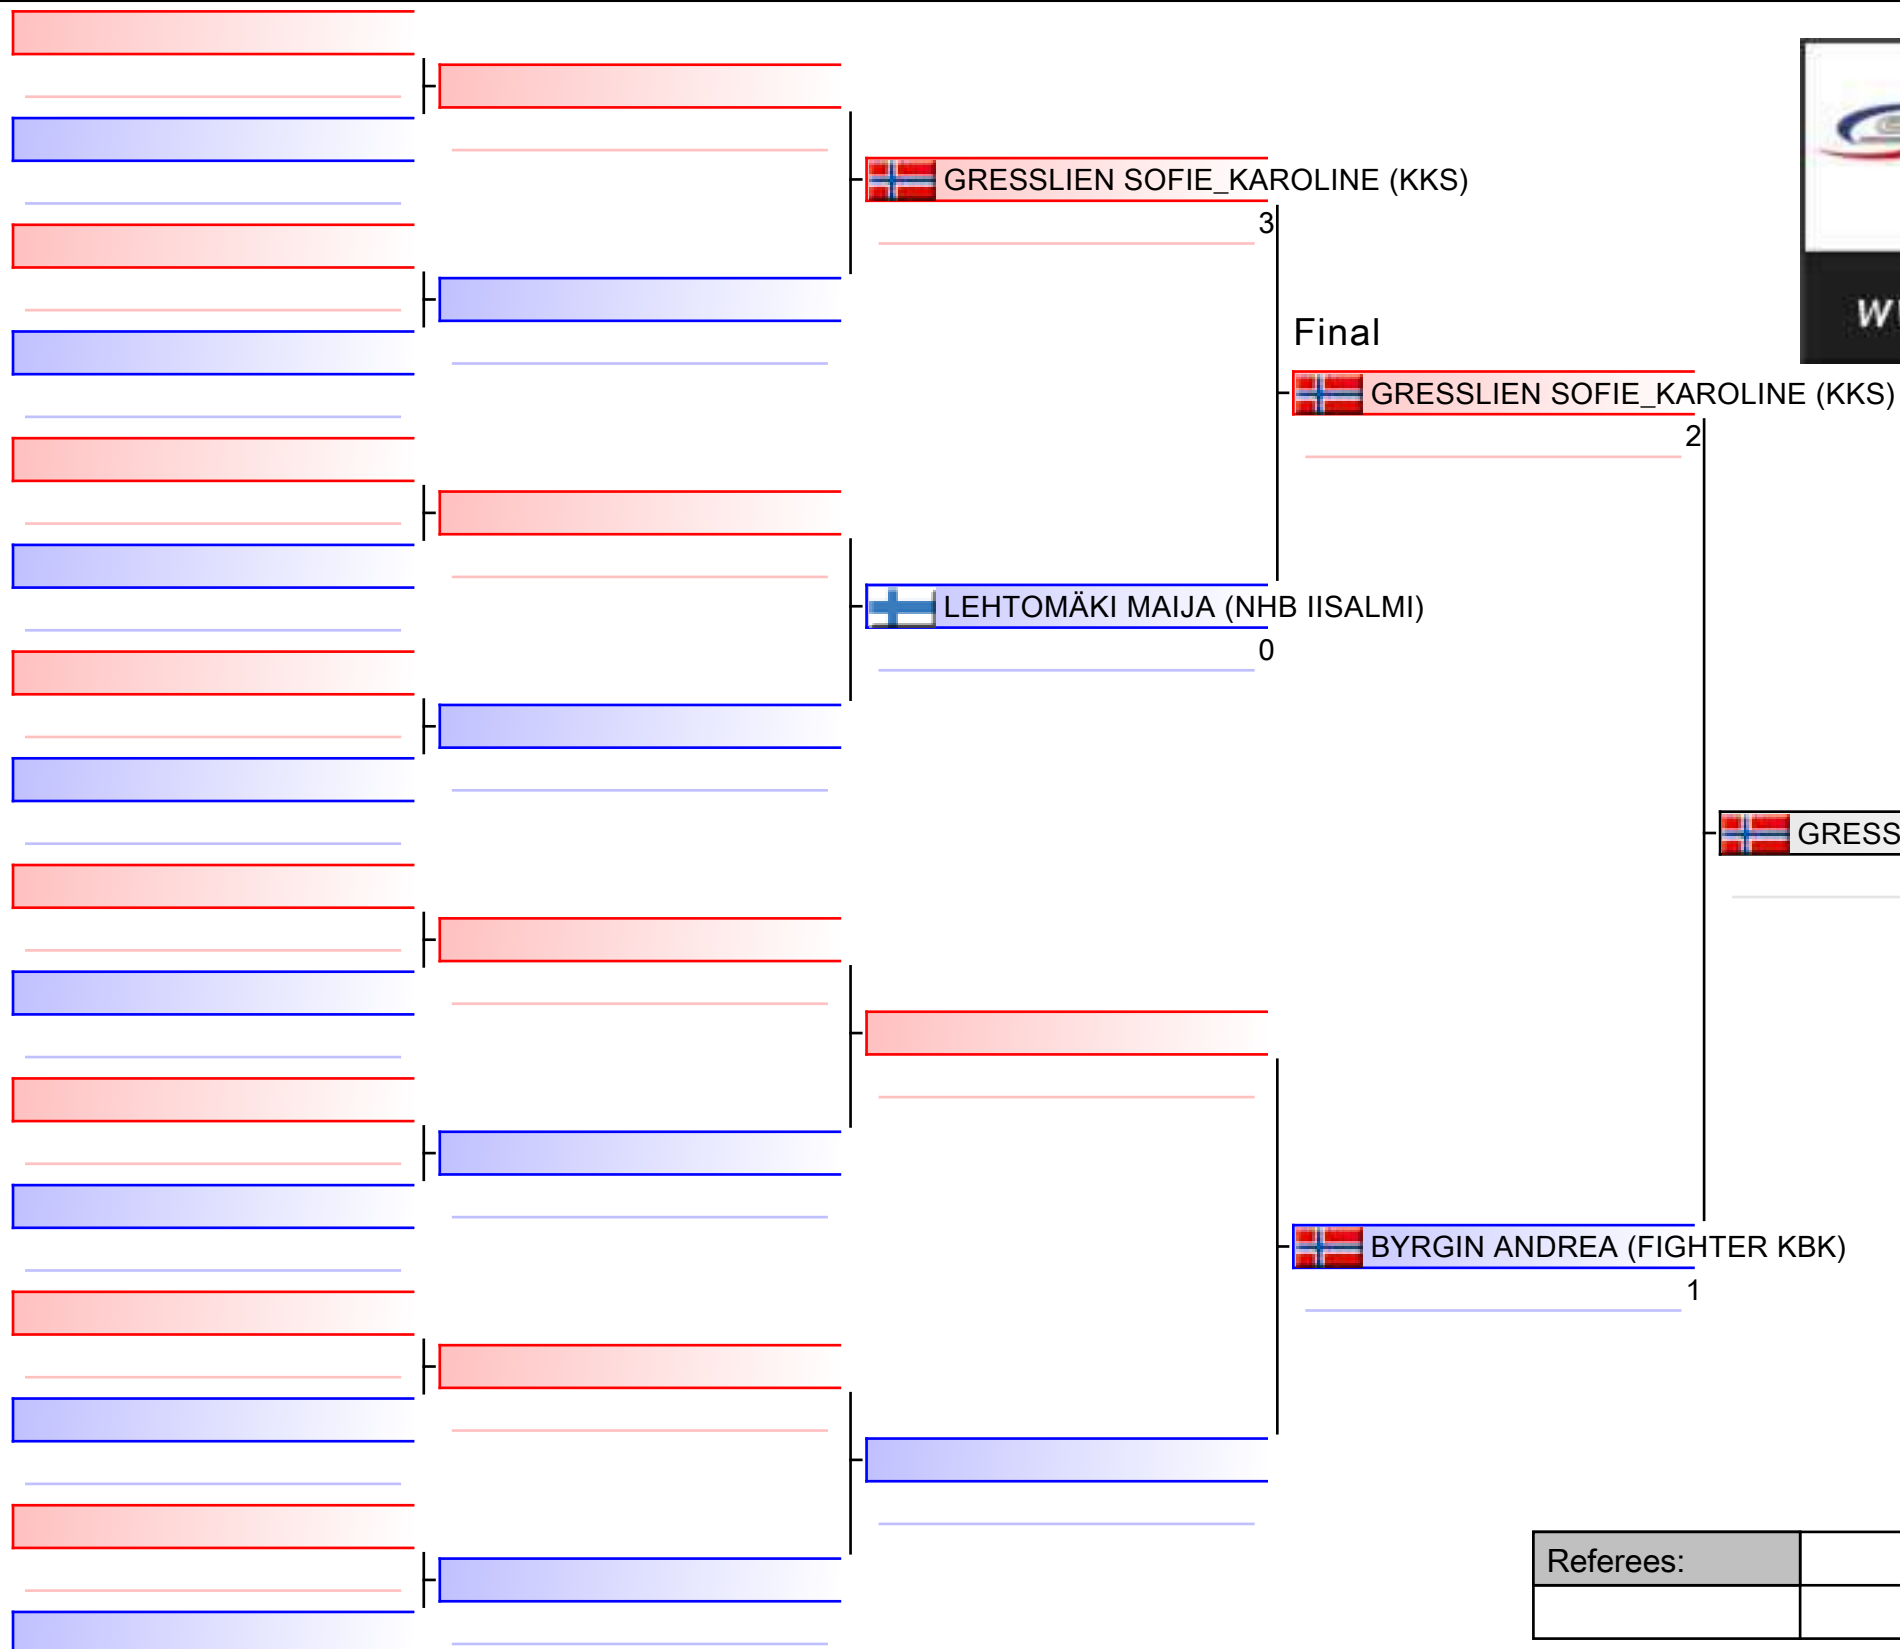 GRESSLIEN SOFIE_KAROLINE (KKS)
3
Final
GRESSLIEN SOFIE_KAROLINE (KKS)
2
LEHTOMÄKI MAIJA (NHB IISALMI)
0
GRESS
BYRGIN ANDREA (FIGHTER KBK)
1
Referees: